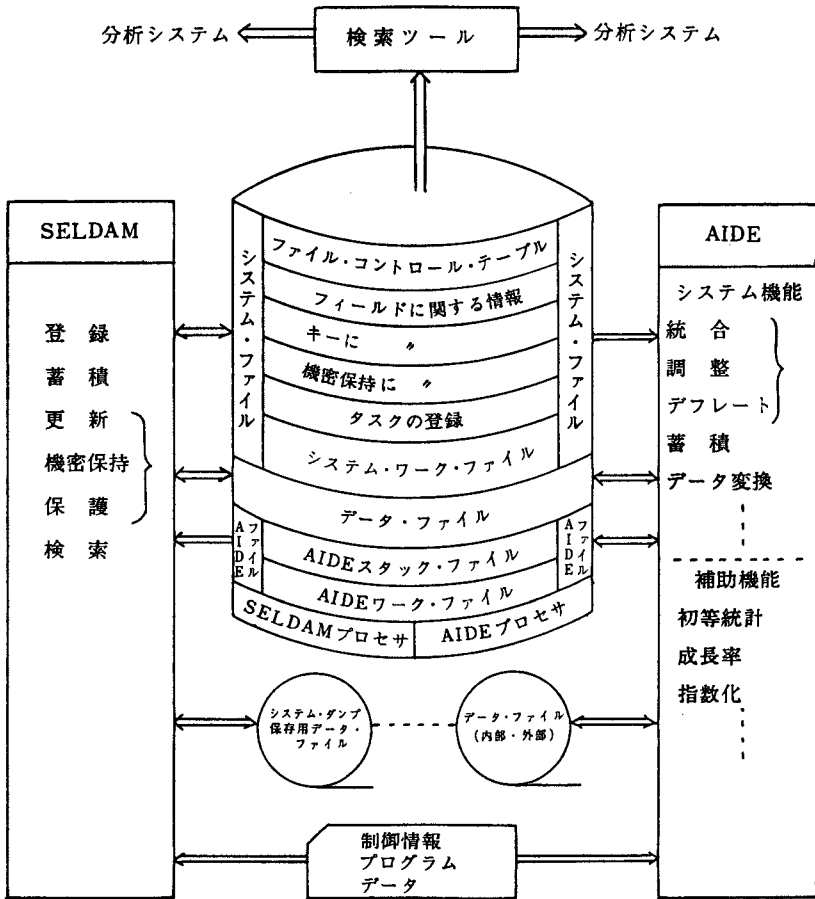 分析システム
検索ツール
分析システム
SELDAM
登録
蓄積
更新
機密保持
保護
検索
システム・ファイル
ファイル・コントロール・テーブル
フィールドに関する情報
キーに 〃
機密保持に 〃
タスクの登録
システム・ワーク・ファイル
システム・ファイル
データ・ファイル
AIDEファイル
AIDEスタック・ファイル
AIDEワーク・ファイル
AIDEファイル
SELDAMプロセサ
AIDEプロセサ
システム・ダンプ
保存用データ・
ファイル
データ・ファイル
(内部・外部)
制御情報
プログラム
データ
AIDE
システム機能
統合
調整
デフレート
蓄積
データ変換
補助機能
初等統計
成長率
指数化